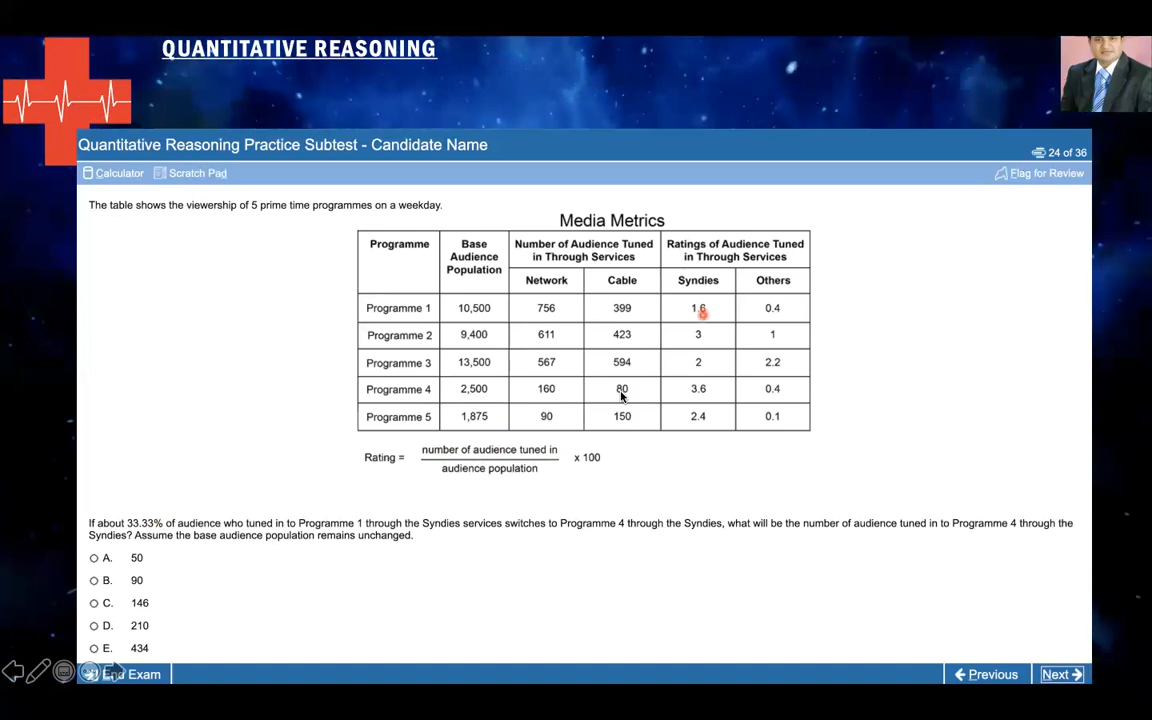 QUANTITATIVE REASONING
Quantitative Reasoning Practice Subtest - Candidate Name
24 of 36
Calculator Scratch Pad Flag for Review
The table shows the viewership of 5 prime time programmes on a weekday.
Media Metrics
Programme Base Audience Population Number of Audience Tuned in Through Services Ratings of Audience Tuned in Through Services
Network Cable Syndies Others
Programme 1 10,500 756 399 1.6 0.4
Programme 2 9,400 611 423 3 1
Programme 3 13,500 567 594 2 2.2
Programme 4 2,500 160 80 3.6 0.4
Programme 5 1,875 90 150 2.4 0.1
Rating = number of audience tuned in / audience population x 100
If about 33.33% of audience who tuned in to Programme 1 through the Syndies services switches to Programme 4 through the Syndies, what will be the number of audience tuned in to Programme 4 through the
Syndies? Assume the base audience population remains unchanged.
A. 50
B. 90
C. 146
D. 210
E. 434
End Exam Previous Next